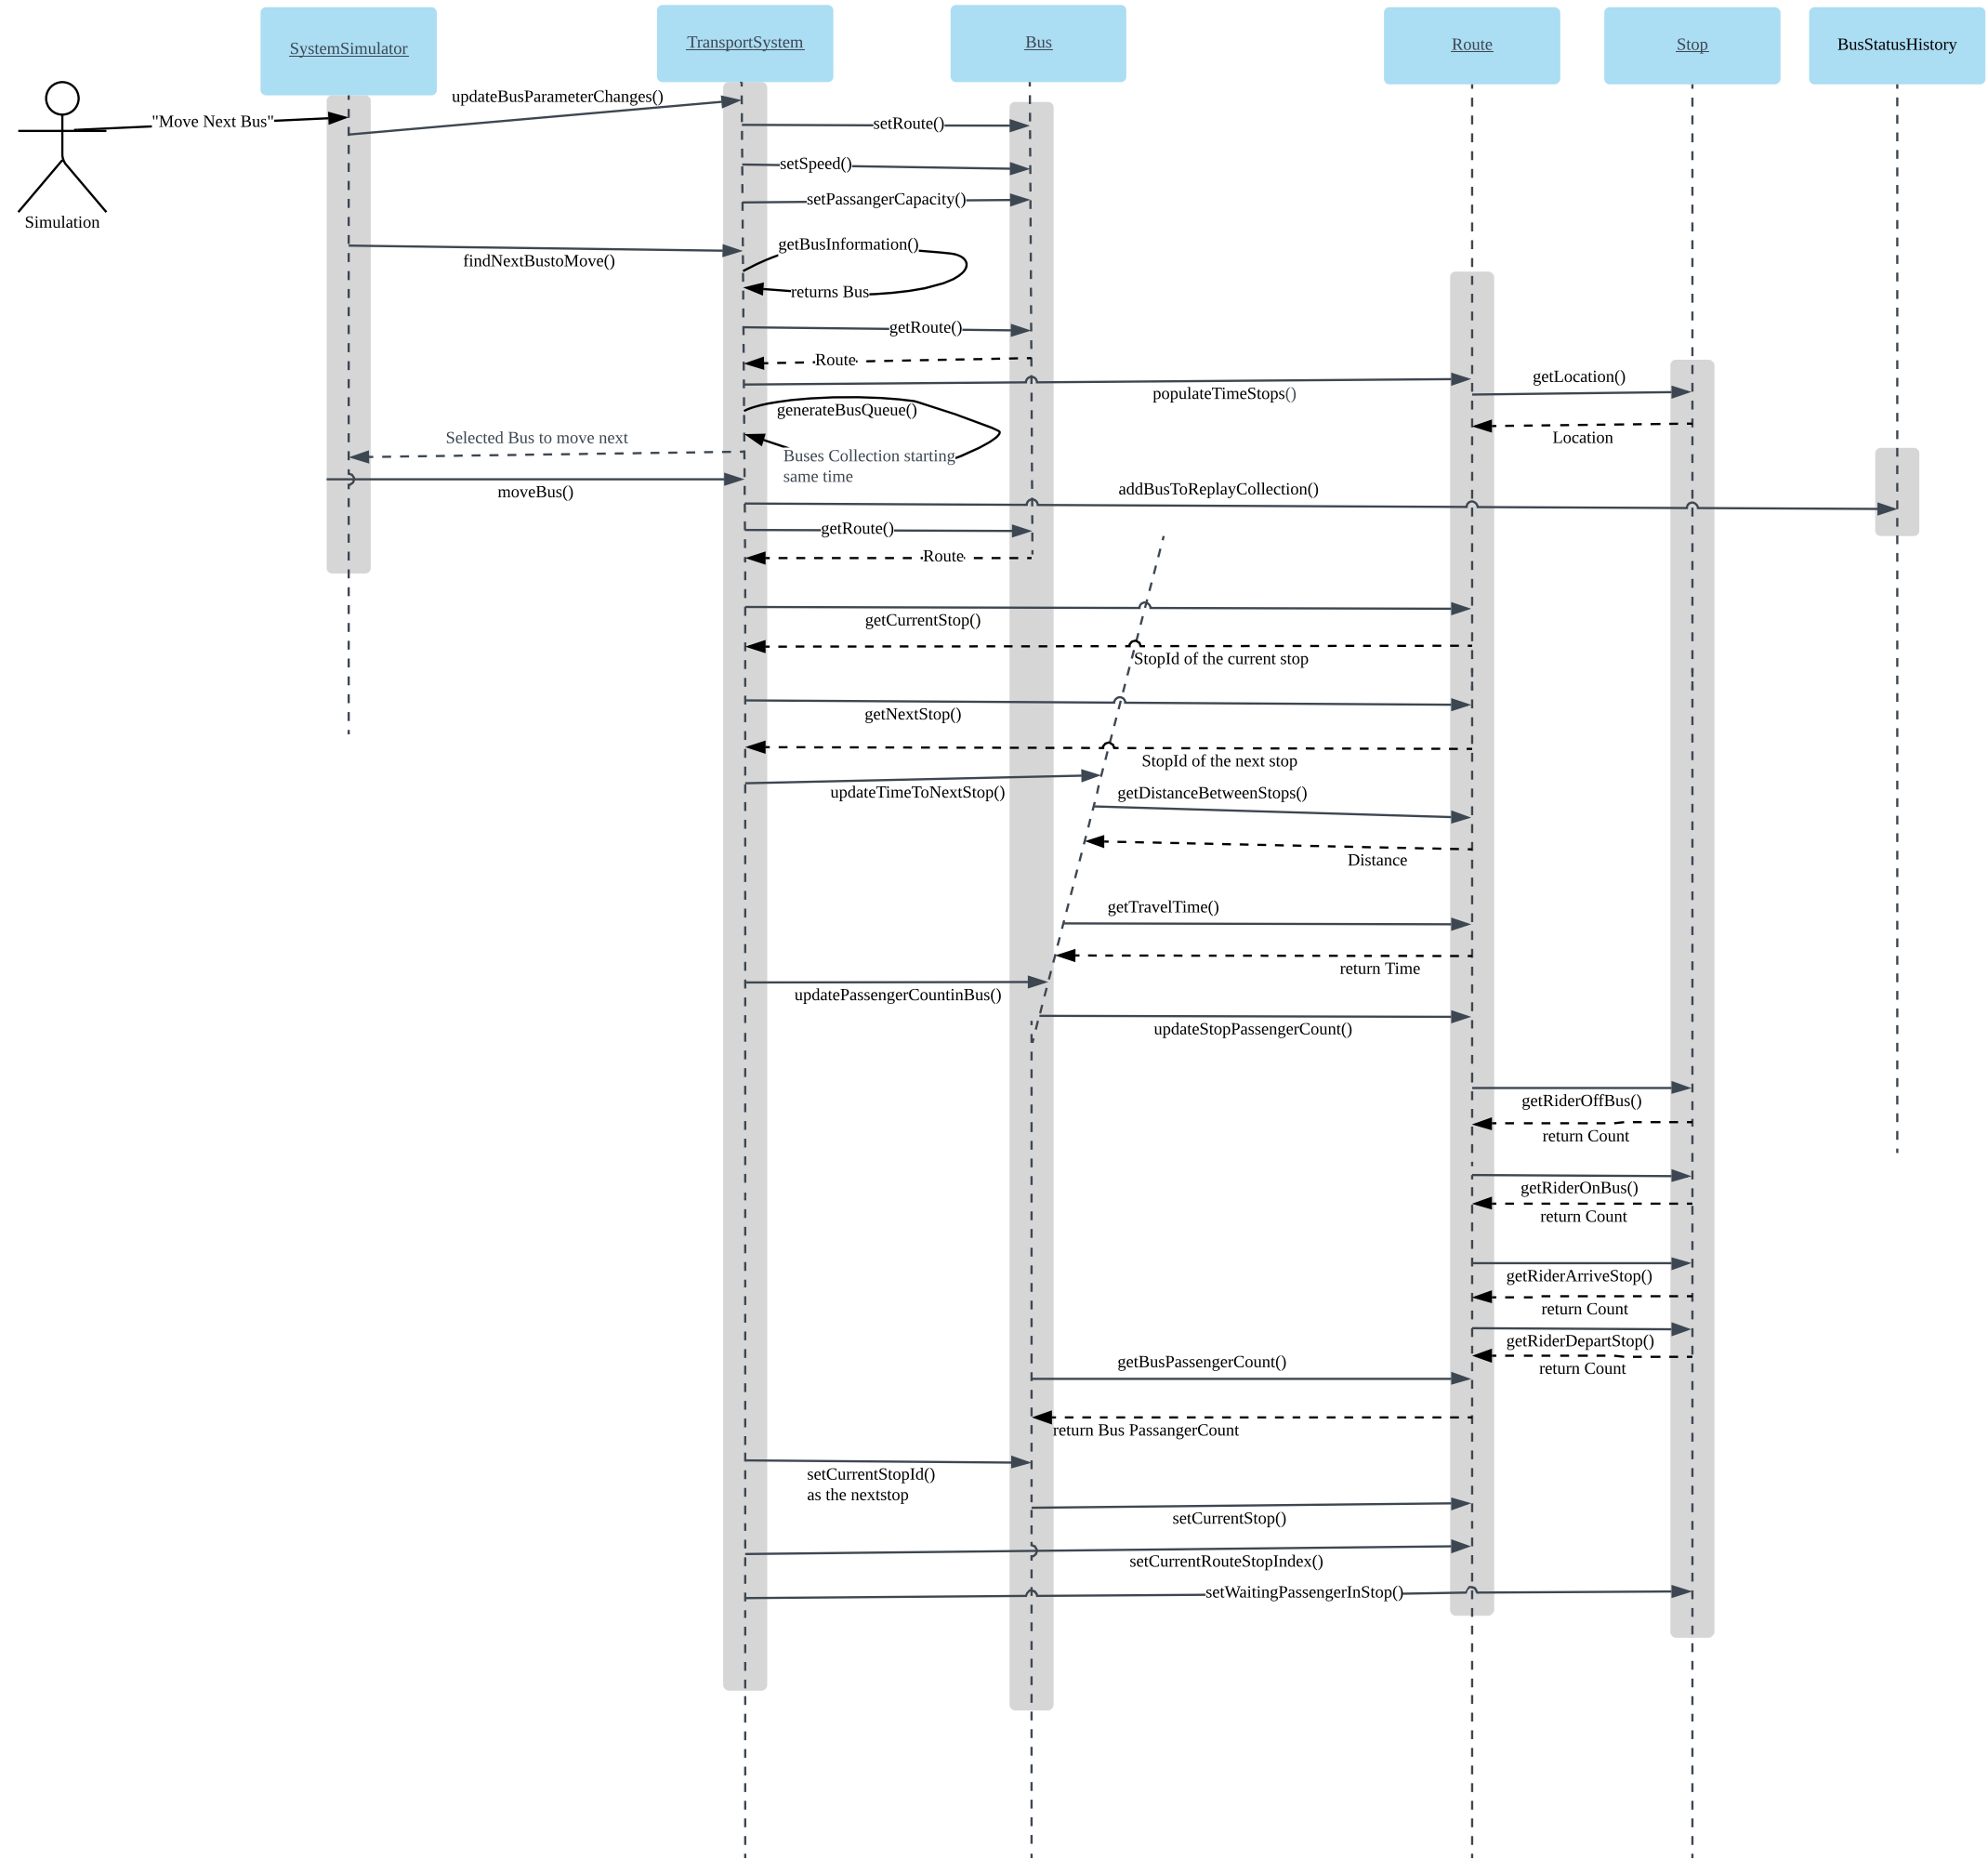 SystemSimulator
TransportSystem
Bus
Route
Stop
BusStatusHistory
updateBusParameterChanges()
"Move Next Bus"
setRoute()
setSpeed()
setPassangerCapacity()
Simulation
getBusInformation()
findNextBustoMove()
returns Bus
getRoute()
Route
getLocation()
populateTimeStops()
generateBusQueue()
Selected Bus to move next
Location
Buses Collection starting
same time
moveBus()
addBusToReplayCollection()
getRoute()
Route
getCurrentStop()
StopId of the current stop
getNextStop()
StopId of the next stop
updateTimeToNextStop()
getDistanceBetweenStops()
Distance
getTravelTime()
return Time
updatePassengerCountinBus()
updateStopPassengerCount()
getRiderOffBus()
return Count
getRiderOnBus()
return Count
getRiderArriveStop()
return Count
getRiderDepartStop()
getBusPassengerCount()
return Count
return Bus PassangerCount
setCurrentStopId()
as the nextstop
setCurrentStop()
setCurrentRouteStopIndex()
setWaitingPassengerInStop()